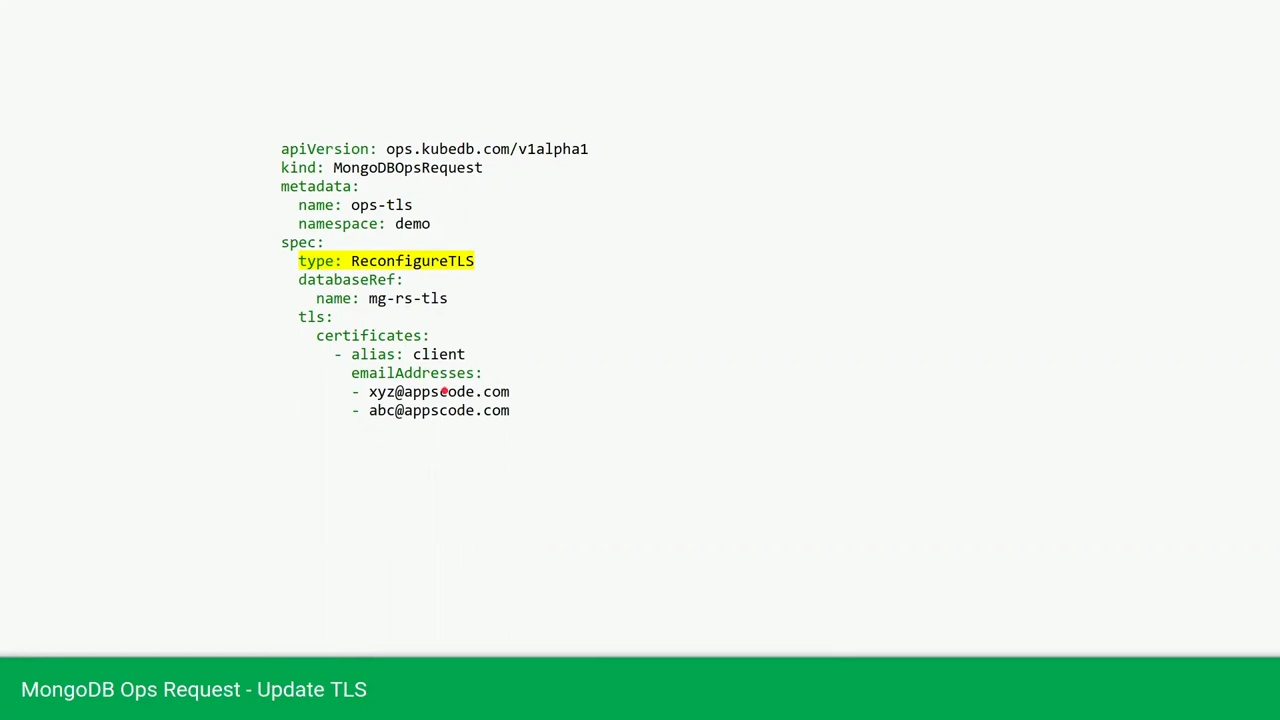 apiVersion: ops.kubedb.com/v1alpha1
kind: MongoDBOpsRequest
metadata:
  name: ops-tls
  namespace: demo
spec:
  type: ReconfigureTLS
  databaseRef:
    name: mg-rs-tls
  tls:
    certificates:
      - alias: client
        emailAddresses:
        - xyz@appscode.com
        - abc@appscode.com
MongoDB Ops Request - Update TLS